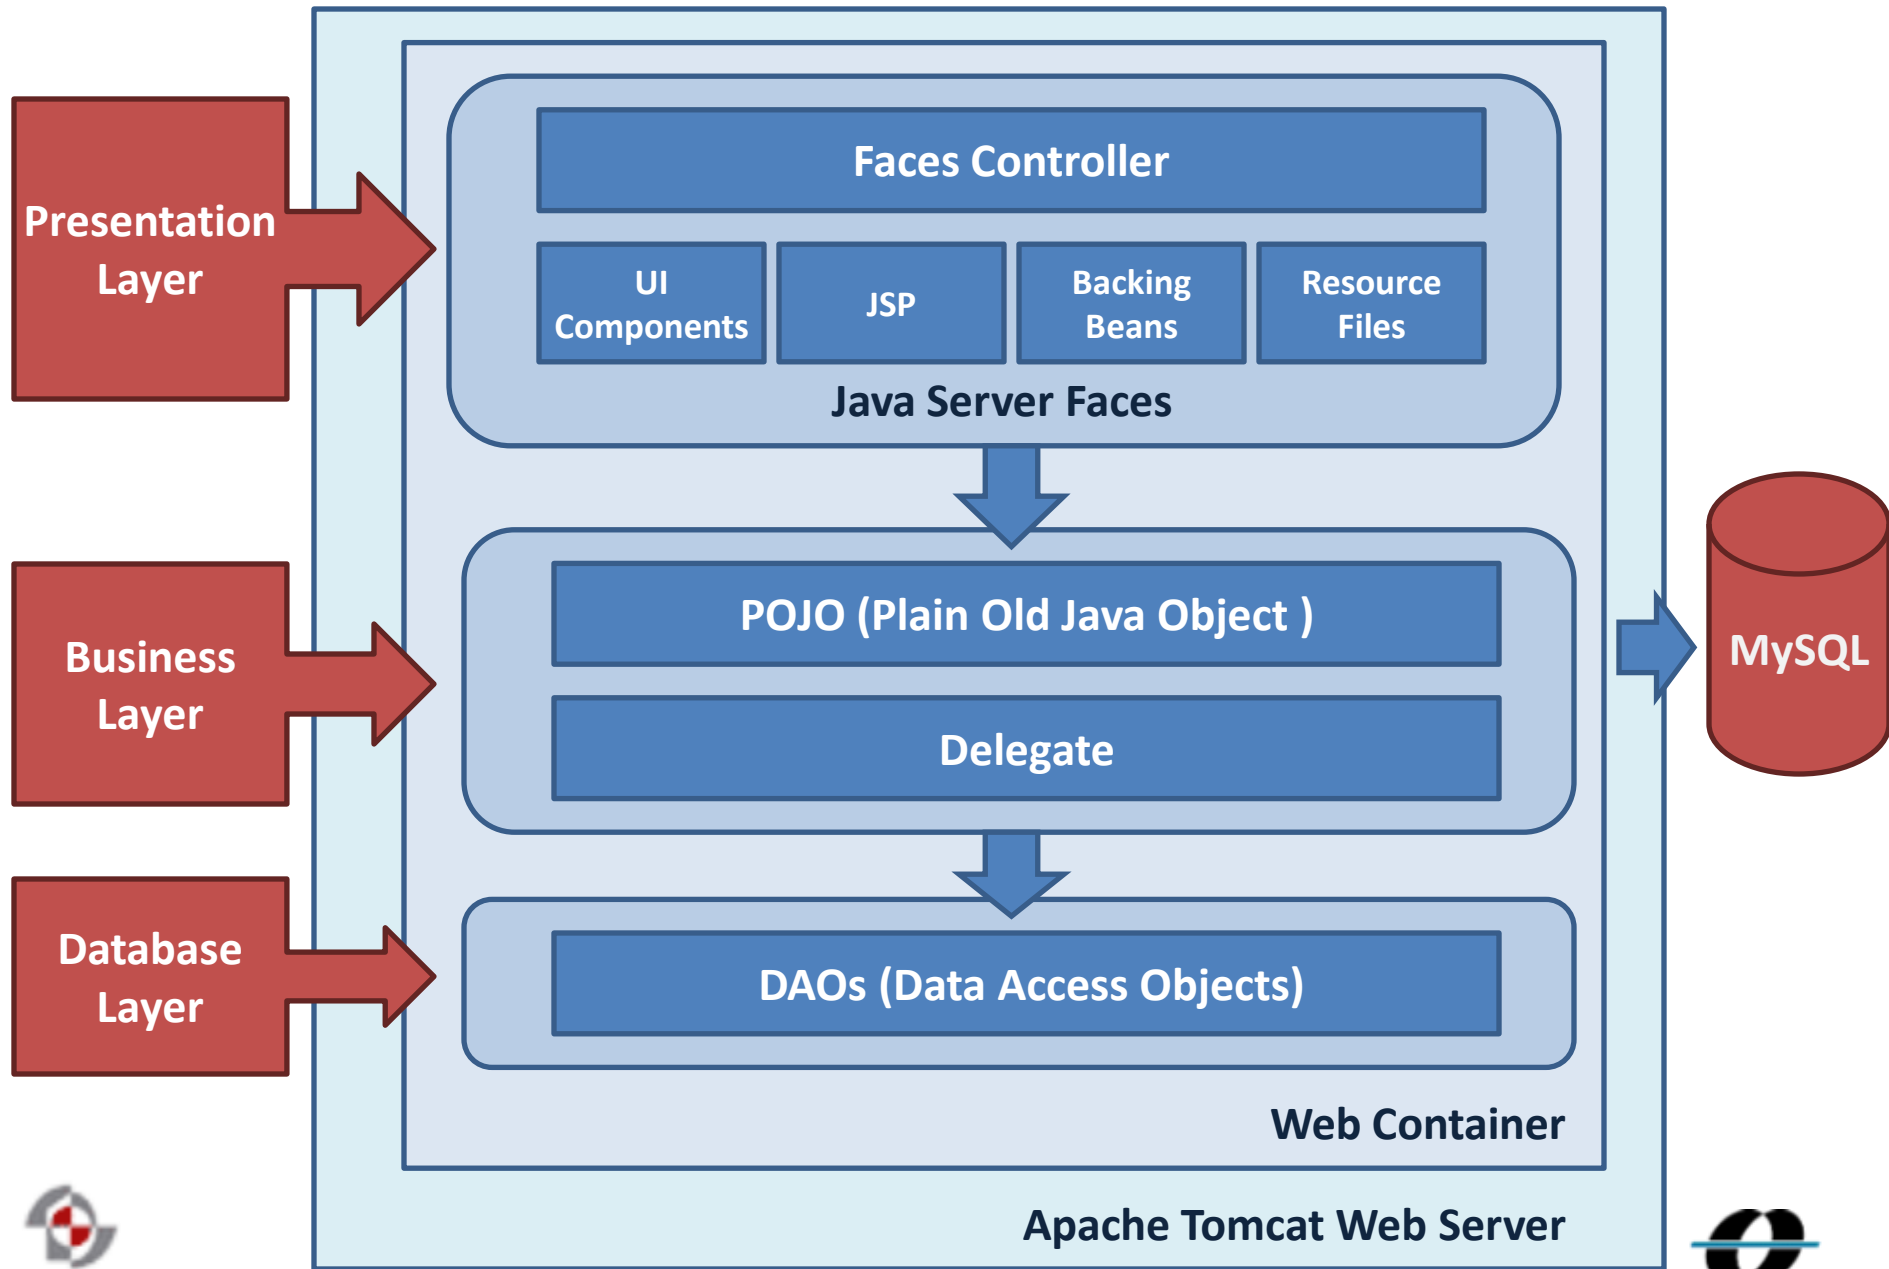 Faces Controller
Presentation
Layer
UI
Components
JSP
Backing
Beans
Resource
Files
Java Server Faces
POJO (Plain Old Java Object )
Business
Layer
MySQL
Delegate
Database
Layer
DAOs (Data Access Objects)
Web Container
Apache Tomcat Web Server